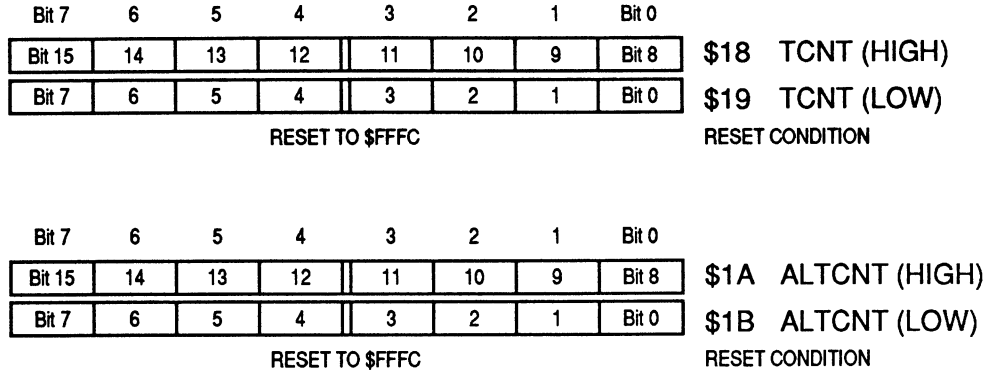 Bit 7 6 5 4 3 2 1 Bit 0
Bit 15 14 13 12 11 10 9 Bit 8 $18 TCNT (HIGH)
Bit 7 6 5 4 3 2 1 Bit 0 $19 TCNT (LOW)
RESET TO $FFFC RESET CONDITION
Bit 7 6 5 4 3 2 1 Bit 0
Bit 15 14 13 12 11 10 9 Bit 8 $1A ALTCNT (HIGH)
Bit 7 6 5 4 3 2 1 Bit 0 $1B ALTCNT (LOW)
RESET TO $FFFC RESET CONDITION